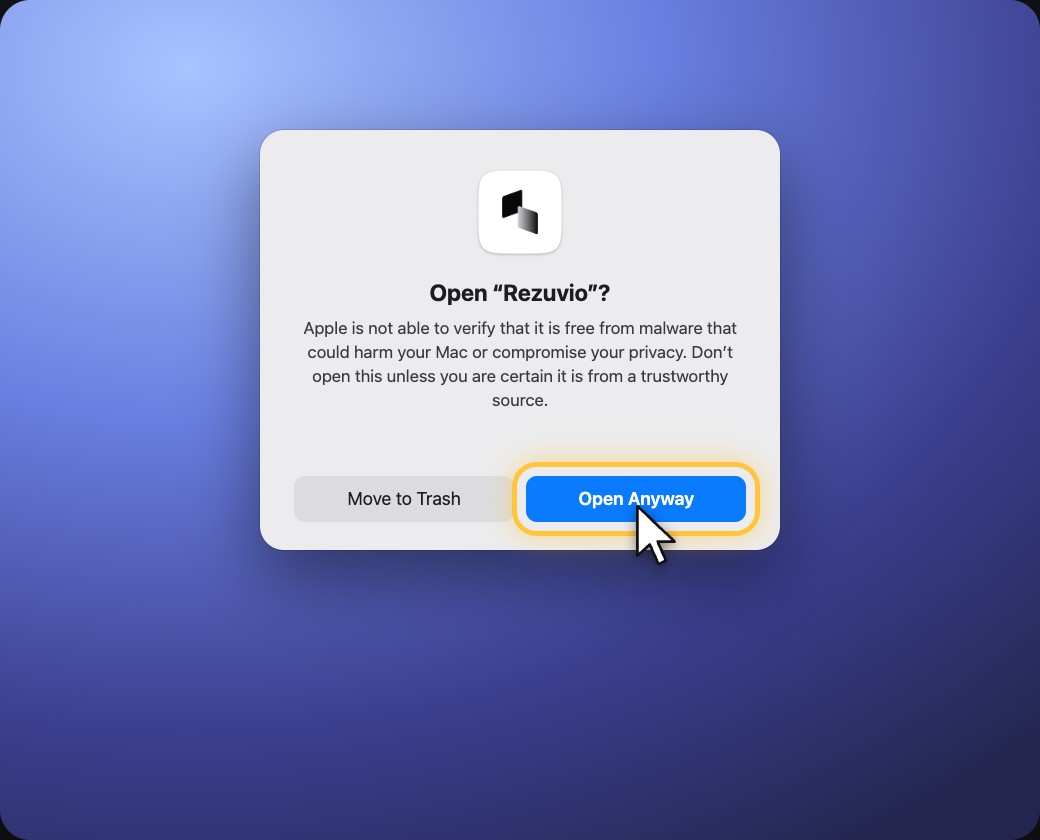 Open “Rezuvio”?
Apple is not able to verify that it is free from malware that
could harm your Mac or compromise your privacy. Don’t
open this unless you are certain it is from a trustworthy
source.
Move to Trash
Open Anyway